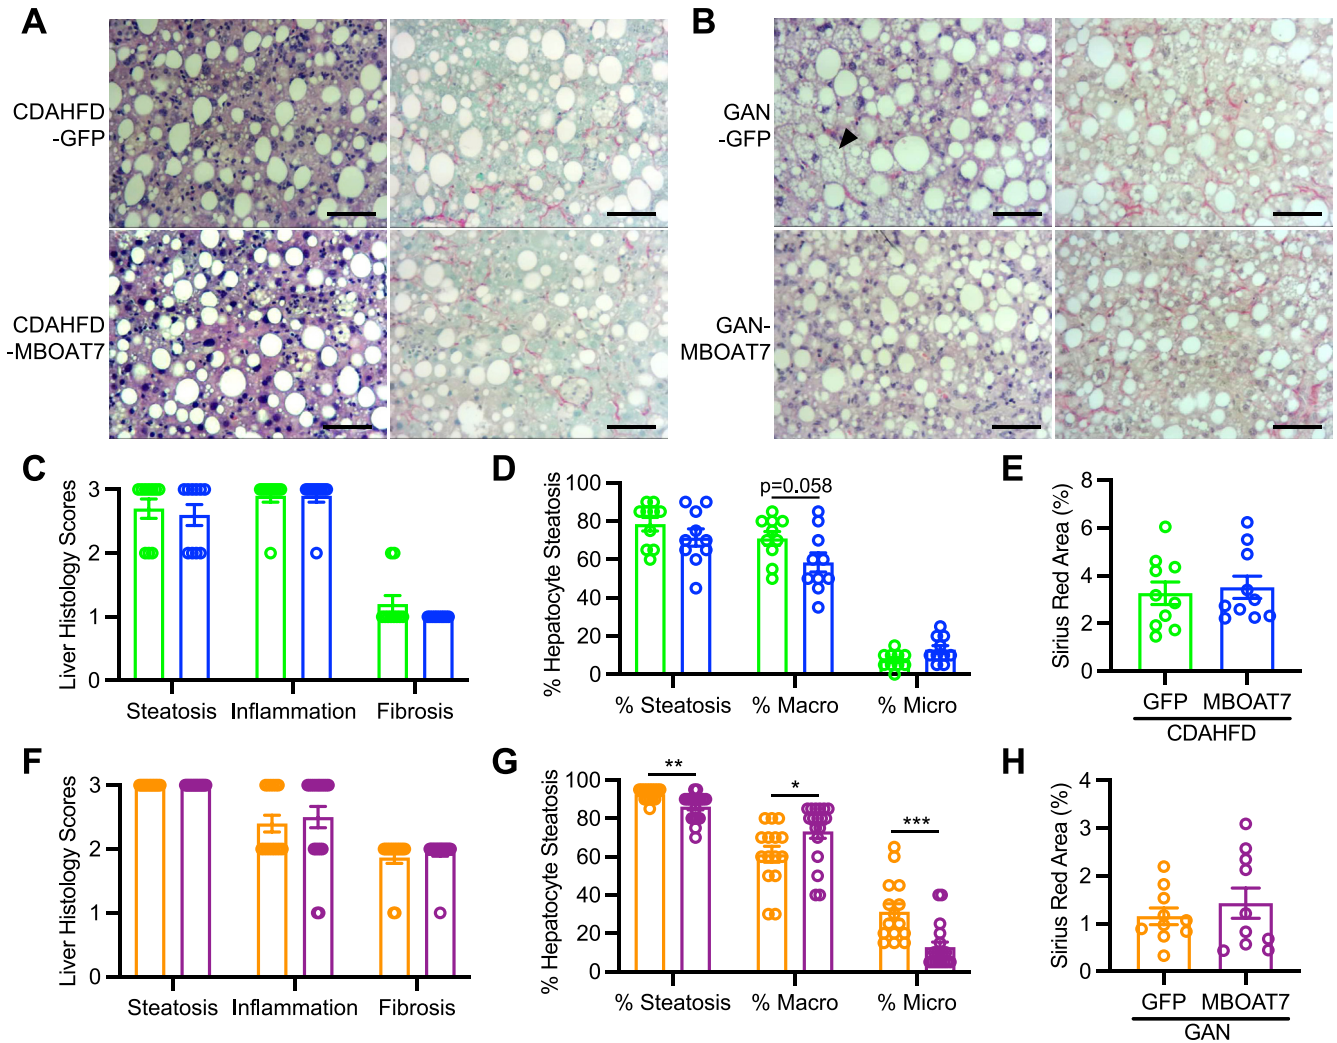 A
CDAHFD
-GFP
CDAHFD
-MBOAT7
B
GAN
-GFP
GAN-
MBOAT7
C
Liver Histology Scores
3
2
1
0
Steatosis
Inflammation
Fibrosis
D
% Hepatocyte Steatosis
100
80
60
40
20
0
p=0.058
% Steatosis
% Macro
% Micro
E
Sirius Red Area (%)
8
6
4
2
0
GFP
MBOAT7
CDAHFD
F
Liver Histology Scores
3
2
1
0
Steatosis
Inflammation
Fibrosis
G
% Hepatocyte Steatosis
100
80
60
40
20
0
**
*
***
% Steatosis
% Macro
% Micro
H
Sirius Red Area (%)
4
3
2
1
0
GFP
MBOAT7
GAN